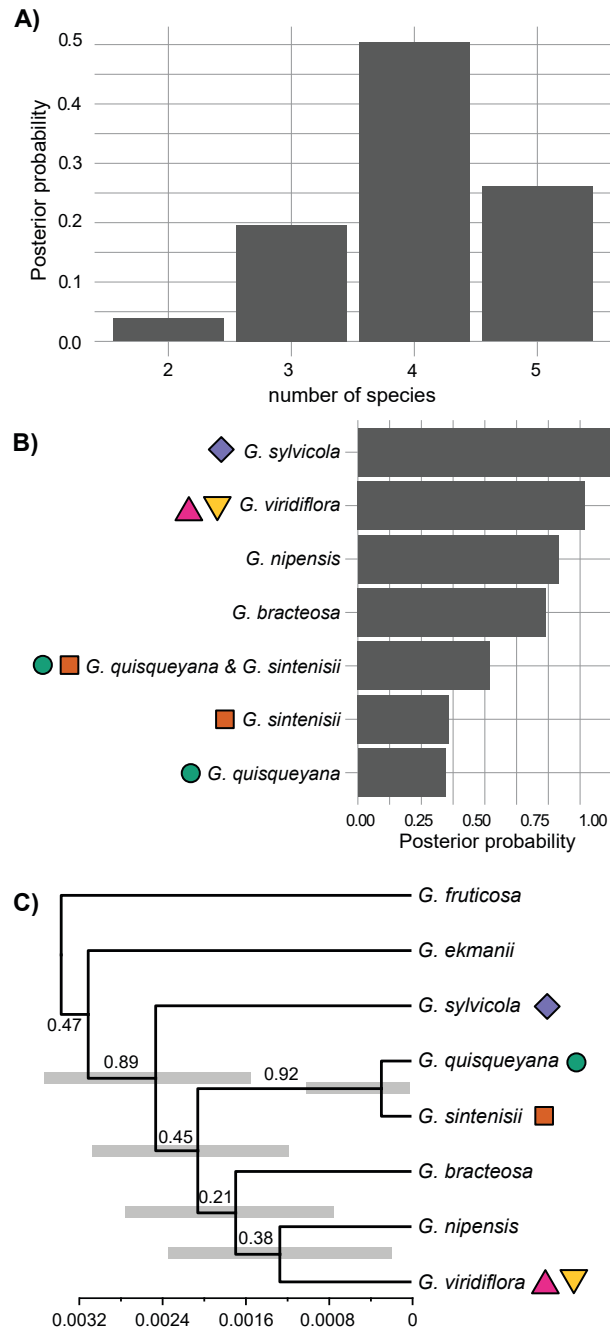 A)
Posterior probability
0.5
0.4
0.3
0.2
0.1
0.0
2 3 4 5
number of species
B)
G. sylvicola
G. viridiflora
G. nipensis
G. bracteosa
G. quisqueyana & G. sintenisii
G. sintenisii
G. quisqueyana
0.00 0.25 0.50 0.75 1.00
Posterior probability
C)
G. fruticosa
G. ekmanii
G. sylvicola
G. quisqueyana
G. sintenisii
G. bracteosa
G. nipensis
G. viridiflora
0.47
0.89
0.92
0.45
0.21
0.38
0.0032 0.0024 0.0016 0.0008 0